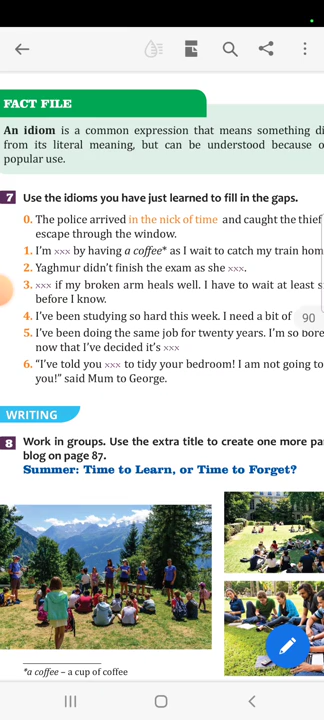 FACT FILE
An idiom is a common expression that means something di
from its literal meaning, but can be understood because o
popular use.
7 Use the idioms you have just learned to fill in the gaps.
0. The police arrived in the nick of time and caught the thief
escape through the window.
1. I'm xxx by having a coffee* as I wait to catch my train hom
2. Yaghmur didn't finish the exam as she xxx.
3. xxx if my broken arm heals well. I have to wait at least s
before I know.
4. I've been studying so hard this week. I need a bit of
90
5. I've been doing the same job for twenty years. I'm so bore
now that I've decided it's xxx
6. "I've told you xxx to tidy your bedroom! I am not going to
you!" said Mum to George.
WRITING
8 Work in groups. Use the extra title to create one more pa
blog on page 87.
Summer: Time to Learn, or Time to Forget?
*a coffee – a cup of coffee